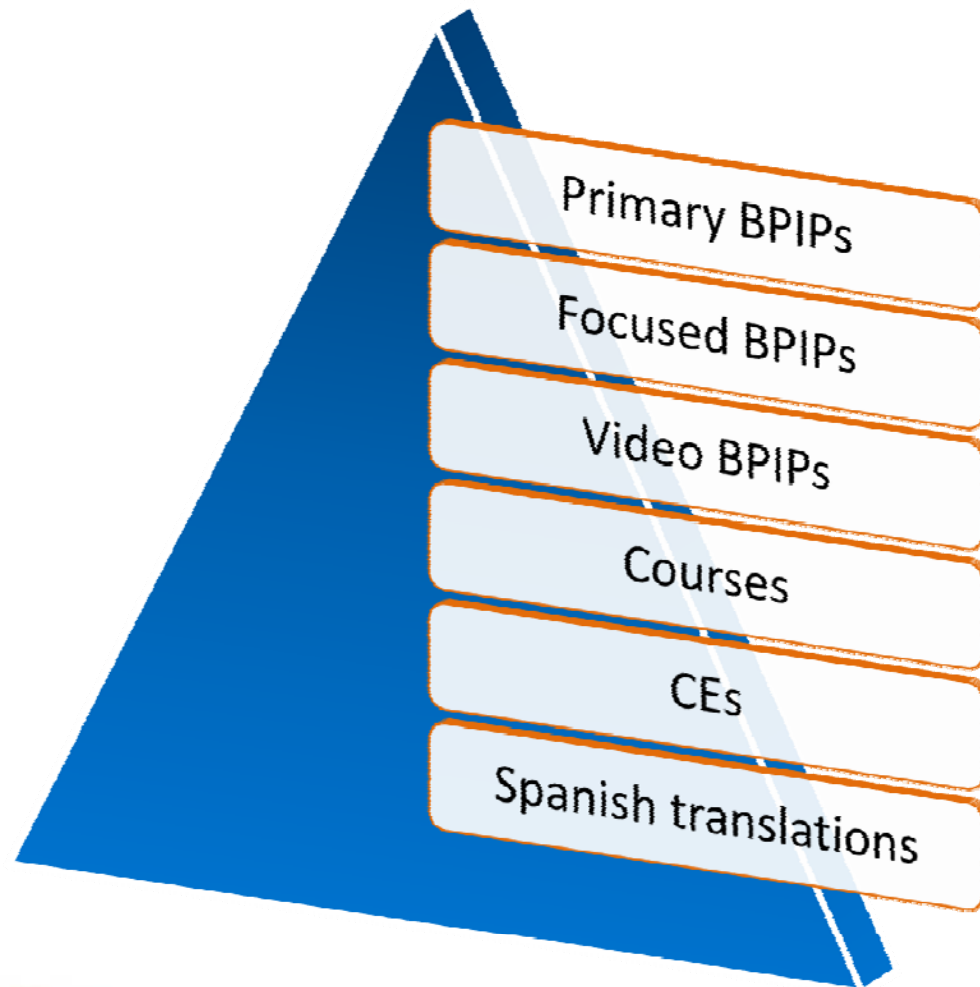 Primary BPIPs
Focused BPIPs
Video BPIPs
Courses
CEs
Spanish translations